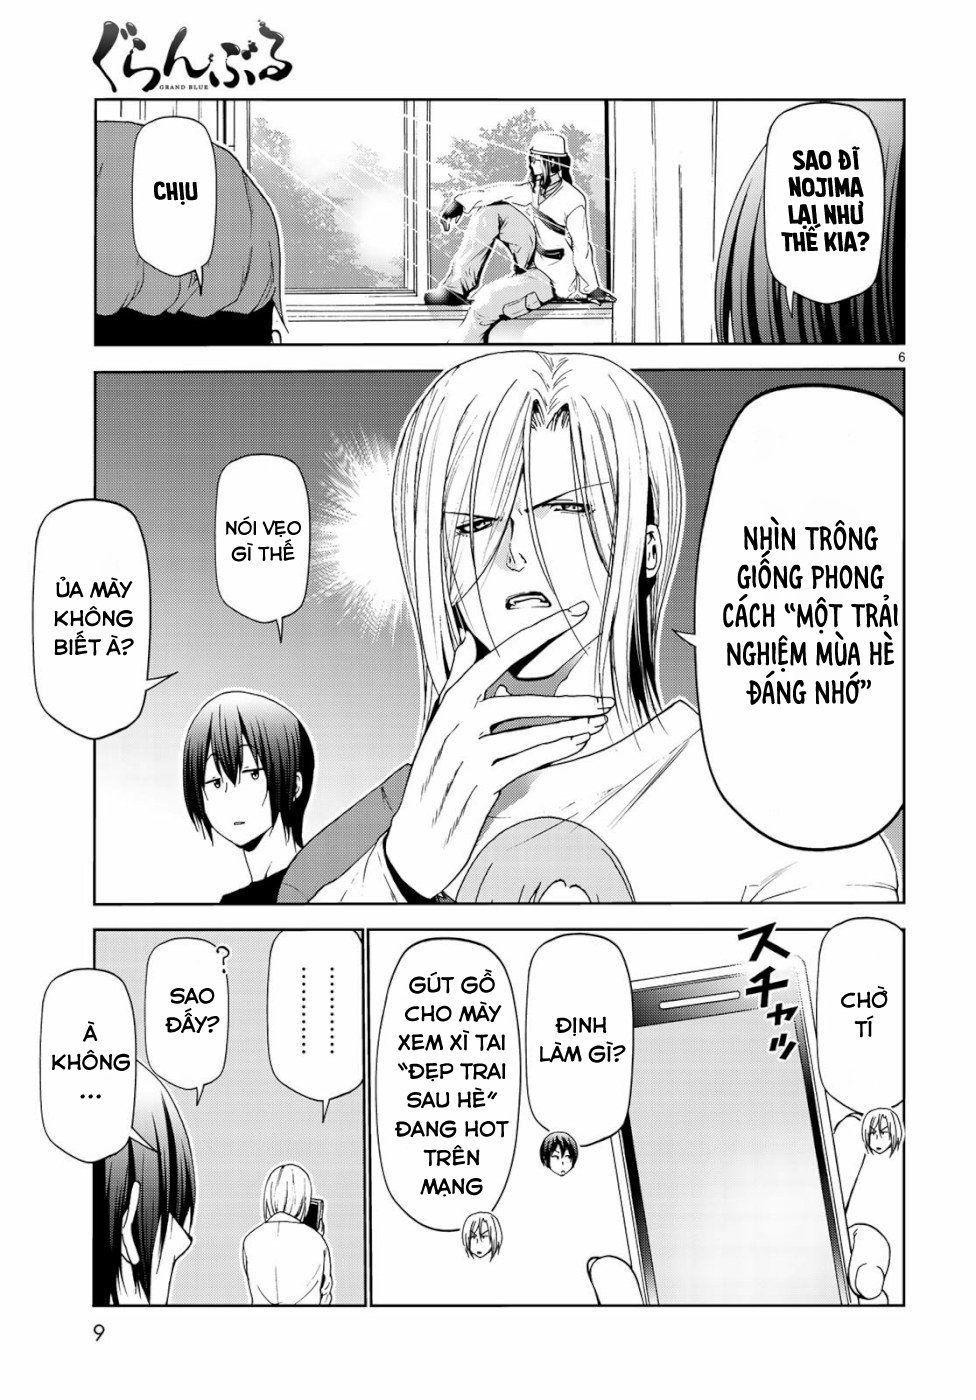 ぐらんぶる
GRAND BLUE
SAO ĐĨ
NOJIMA
LẠI NHƯ
THẾ KIA?
CHỊU
6
NHÌN TRÔNG
GIỐNG PHONG
CÁCH “MỘT TRẢI
NGHIỆM MÙA HÈ
ĐÁNG NHỚ”
NÓI VẸO
GÌ THẾ
ỦA MÀY
KHÔNG
BIẾT À?
CHỜ
TÍ
スチャッ
ĐỊNH
LÀM GÌ?
GÚT GỒ
CHO MÀY
XEM XÌ TAI
“ĐẸP TRAI
SAU HÈ”
ĐANG HOT
TRÊN
MẠNG
............
?
SAO
ĐẤY?
À
KHÔNG
...
9